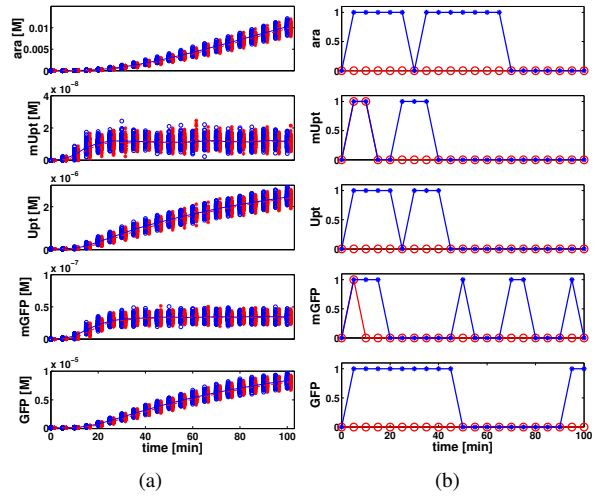 ara [M]
0.01
0.005
0
x 10⁻⁸
mUpt [M]
4
2
0
x 10⁻⁶
Upt [M]
2
0
x 10⁻⁷
mGFP [M]
1
0.5
0
x 10⁻⁵
GFP [M]
1
0.5
0
0 20 40 60 80 100
time [min]
(a)
ara
1
0.5
0
mUpt
1
0.5
0
Upt
1
0.5
0
mGFP
1
0.5
0
GFP
1
0.5
0
0 20 40 60 80 100
time [min]
(b)